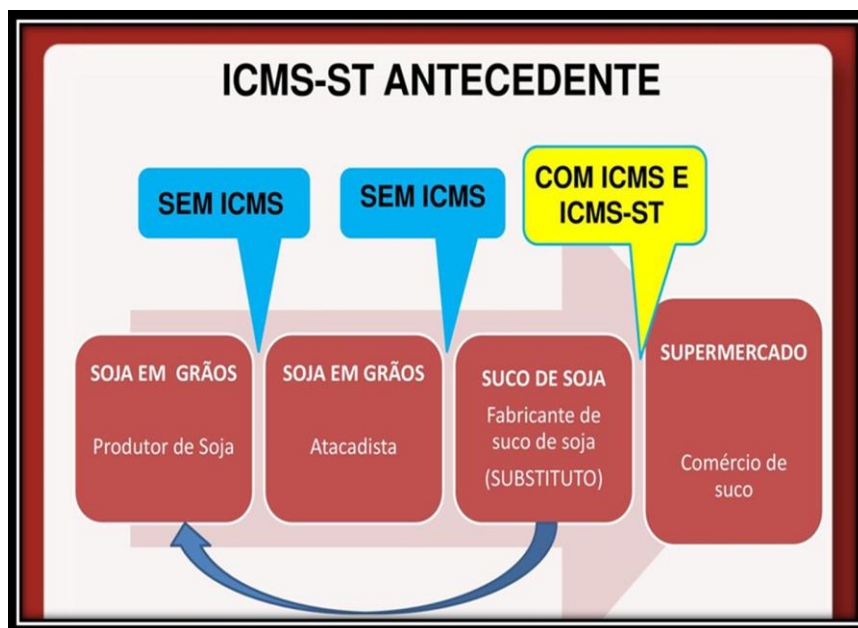 ICMS-ST ANTECEDENTE
SEM ICMS
SEM ICMS
COM ICMS E
ICMS-ST
SOJA EM GRÃOS
Produtor de Soja
SOJA EM GRÃOS
Atacadista
SUCO DE SOJA
Fabricante de
suco de soja
(SUBSTITUTO)
SUPERMERCADO
Comércio de
suco